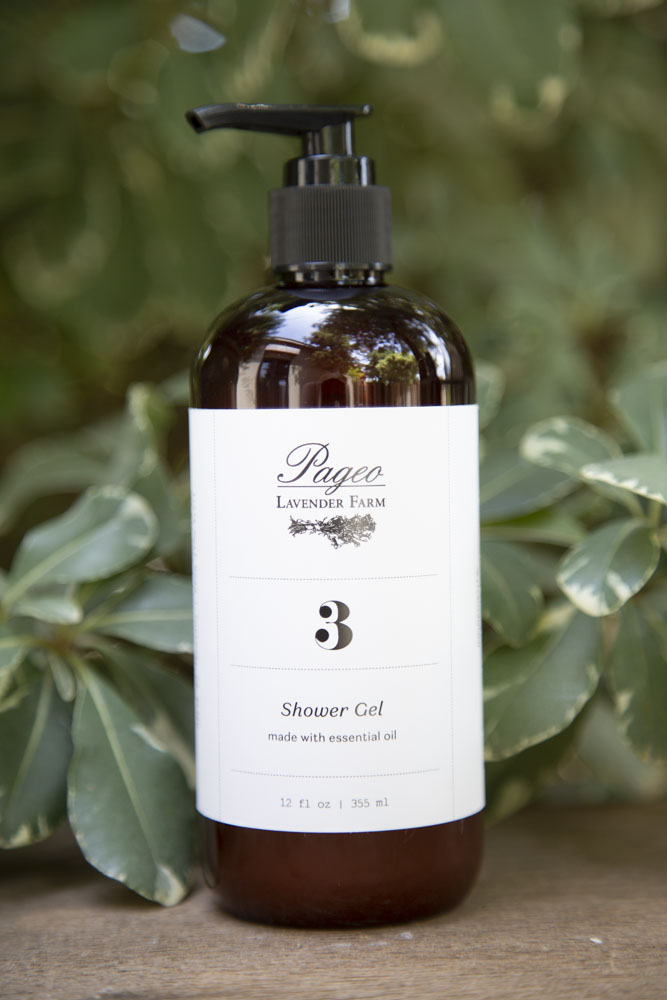 Pageo
LAVENDER FARM
3
Shower Gel
made with essential oil
12 fl oz | 355 ml